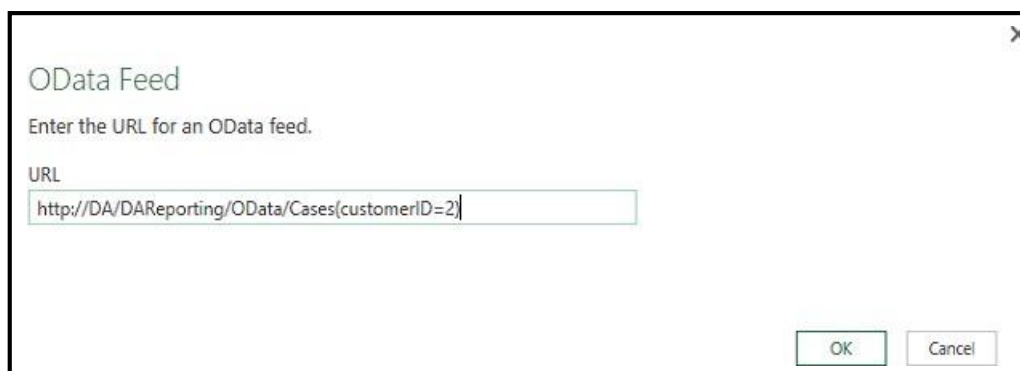 OData Feed
Enter the URL for an OData feed.
URL
http://DA/DAReporting/OData/Cases(customerID=2)
OK
Cancel